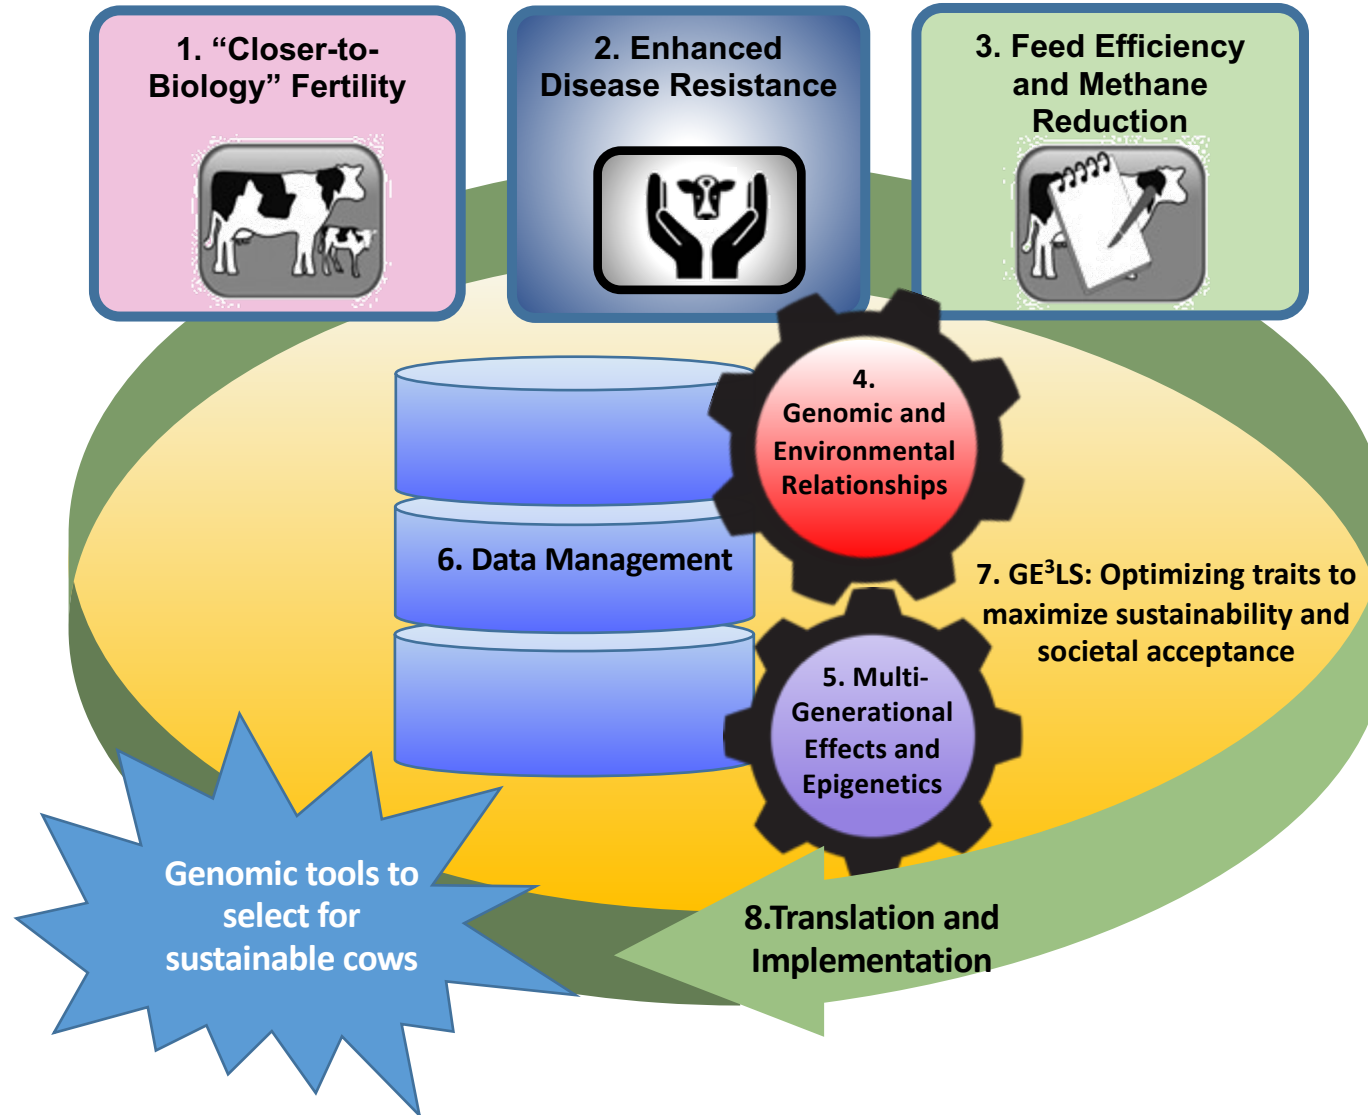 1. “Closer-to-
Biology” Fertility
2. Enhanced
Disease Resistance
3. Feed Efficiency
and Methane
Reduction
4.
Genomic and
Environmental
Relationships
6. Data Management
7. GE³LS: Optimizing traits to
maximize sustainability and
societal acceptance
5. Multi-
Generational
Effects and
Epigenetics
Genomic tools to
select for
sustainable cows
8.Translation and
Implementation